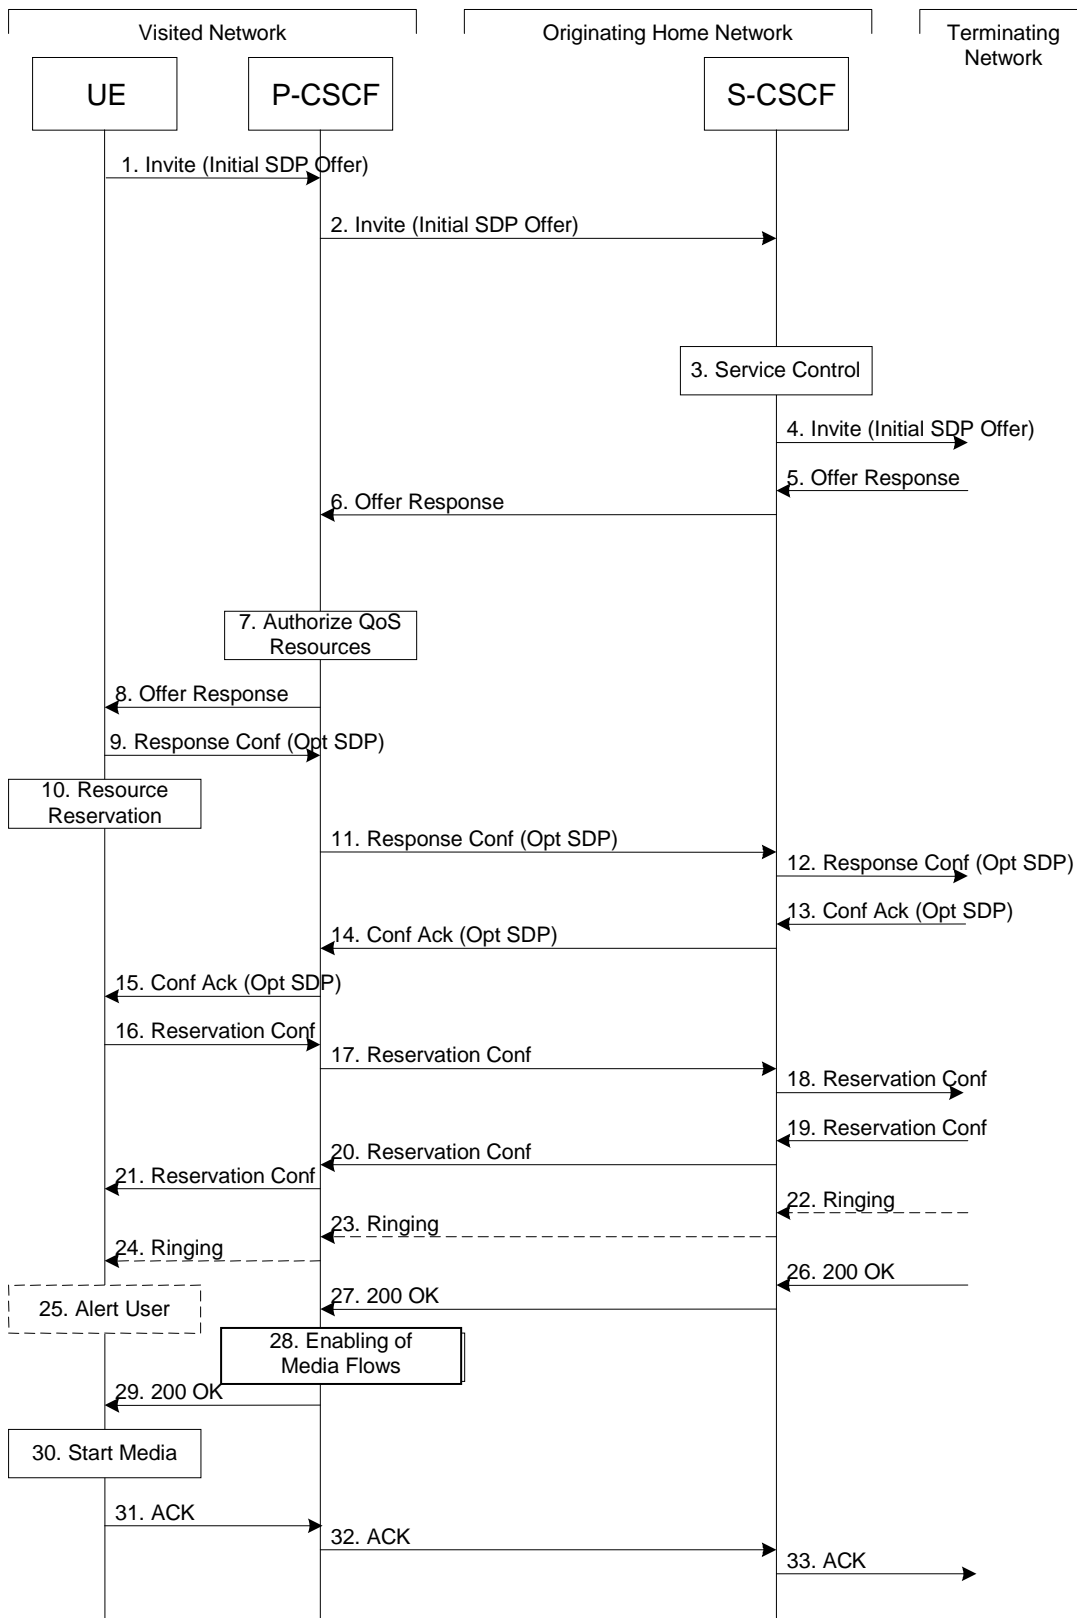 Visited Network
Originating Home Network
Terminating
Network
UE
P-CSCF
S-CSCF
1. Invite (Initial SDP Offer)
2. Invite (Initial SDP Offer)
3. Service Control
4. Invite (Initial SDP Offer)
5. Offer Response
6. Offer Response
7. Authorize QoS
Resources
8. Offer Response
9. Response Conf (Opt SDP)
10. Resource
Reservation
11. Response Conf (Opt SDP)
12. Response Conf (Opt SDP)
13. Conf Ack (Opt SDP)
14. Conf Ack (Opt SDP)
15. Conf Ack (Opt SDP)
16. Reservation Conf
17. Reservation Conf
18. Reservation Conf
19. Reservation Conf
20. Reservation Conf
21. Reservation Conf
22. Ringing
23. Ringing
24. Ringing
25. Alert User
26. 200 OK
27. 200 OK
28. Enabling of
Media Flows
29. 200 OK
30. Start Media
31. ACK
32. ACK
33. ACK